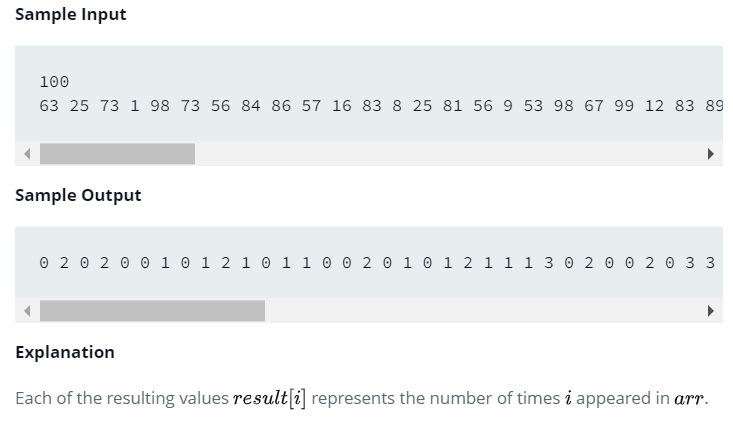 Sample Input
100
63 25 73 1 98 73 56 84 86 57 16 83 8 25 81 56 9 53 98 67 99 12 83 89
Sample Output
0 2 0 2 0 0 1 0 1 2 1 0 1 1 0 0 2 0 1 0 1 2 1 1 1 3 0 2 0 0 2 0 3 3
Explanation
Each of the resulting values result[i] represents the number of times i appeared in arr.